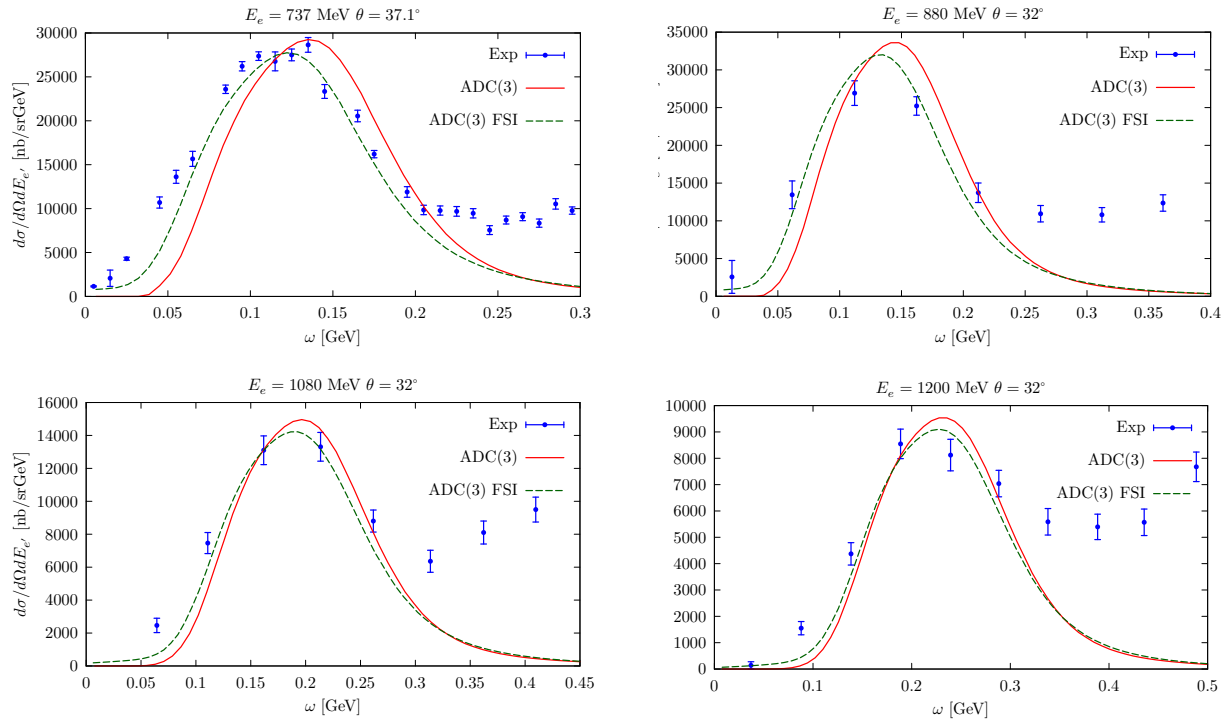 E_e = 737 MeV θ = 37.1°
30000
25000
20000
15000
10000
5000
0
dσ/dΩdE_e′ [nb/srGeV]
Exp
ADC(3)
ADC(3) FSI
0 0.05 0.1 0.15 0.2 0.25 0.3
ω [GeV]
E_e = 880 MeV θ = 32°
35000
30000
25000
20000
15000
10000
5000
0
Exp
ADC(3)
ADC(3) FSI
0 0.05 0.1 0.15 0.2 0.25 0.3 0.35 0.4
ω [GeV]
E_e = 1080 MeV θ = 32°
16000
14000
12000
10000
8000
6000
4000
2000
0
dσ/dΩdE_e′ [nb/srGeV]
Exp
ADC(3)
ADC(3) FSI
0 0.05 0.1 0.15 0.2 0.25 0.3 0.35 0.4 0.45
ω [GeV]
E_e = 1200 MeV θ = 32°
10000
9000
8000
7000
6000
5000
4000
3000
2000
1000
0
Exp
ADC(3)
ADC(3) FSI
0 0.1 0.2 0.3 0.4 0.5
ω [GeV]